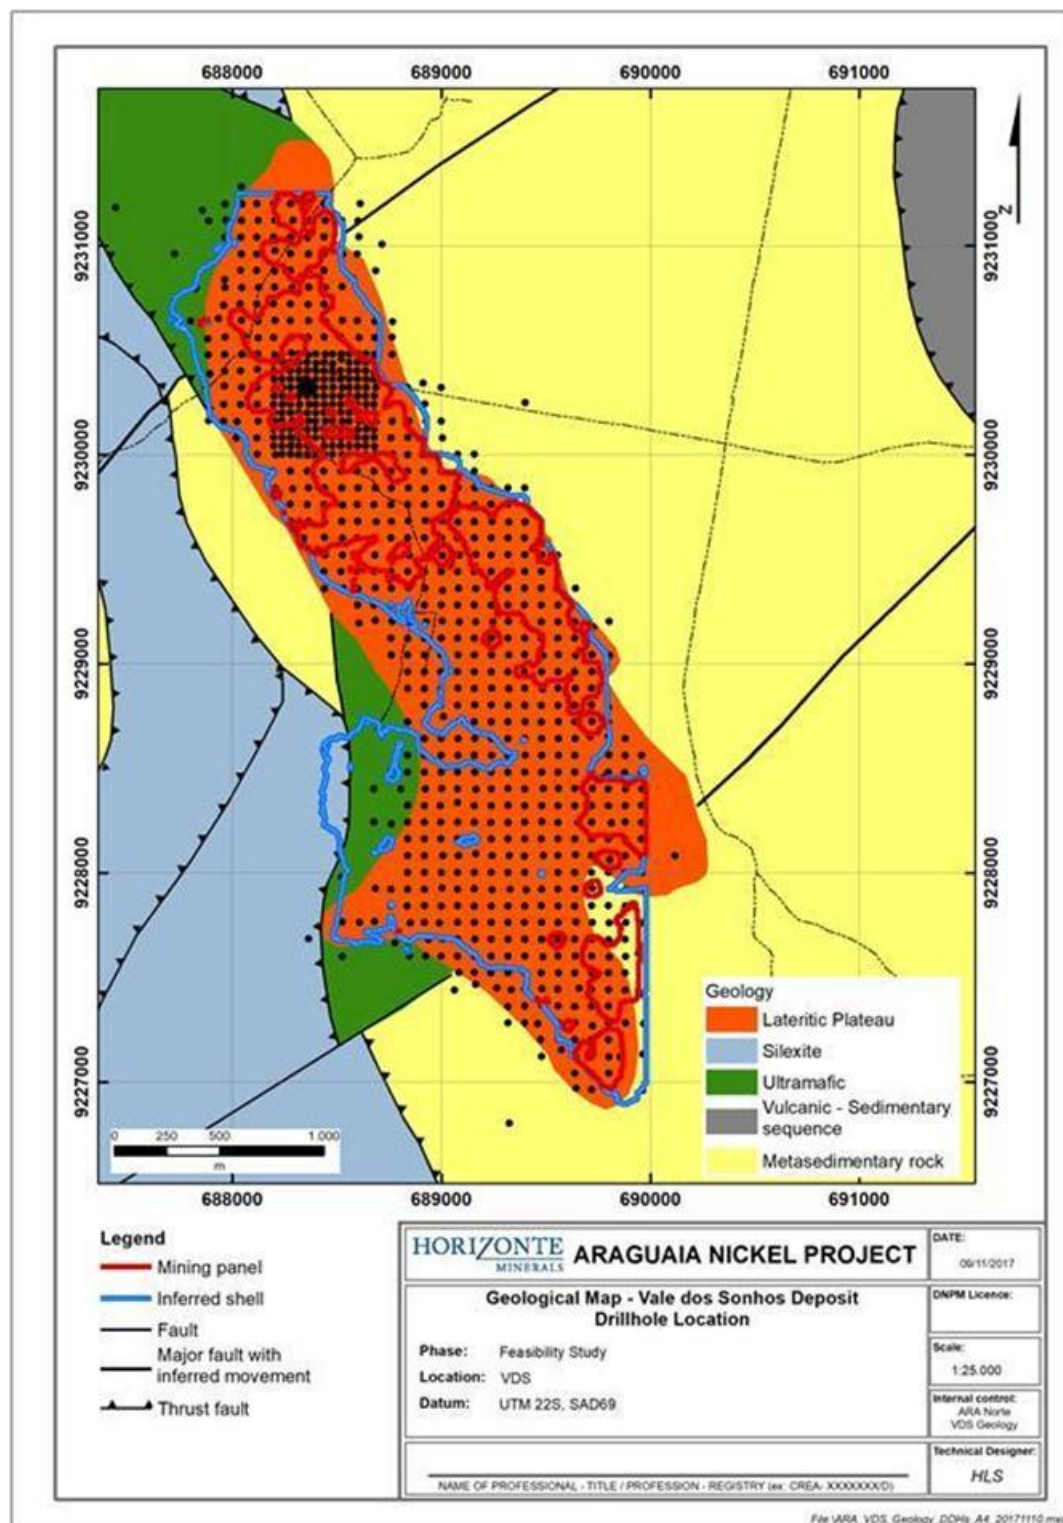 688000 689000 690000 691000
9231000 9231000
N
9230000 9230000
9229000 9229000
9228000 9228000
9227000 9227000
Geology
Lateritic Plateau
Silexite
Ultramafic
Vulcanic - Sedimentary
sequence
Metasedimentary rock
0 250 500 1.000
m
688000 689000 690000 691000
Legend
Mining panel
Inferred shell
Fault
Major fault with
inferred movement
Thrust fault
HORIZONTE
MINERALS
ARAGUAIA NICKEL PROJECT
DATE:
09/11/2017
Geological Map - Vale dos Sonhos Deposit
Drillhole Location
DNPM Licence:
Phase: Feasibility Study
Location: VDS
Datum: UTM 22S, SAD69
Scale:
1:25.000
Internal control:
ARA Norte
VDS Geology
Technical Designer:
HLS
NAME OF PROFESSIONAL - TITLE / PROFESSION - REGISTRY (ex: CREA- XXXXXXX/D)
File:\ARA_VDS_Geology_DDHs_A4_20171110.mxd